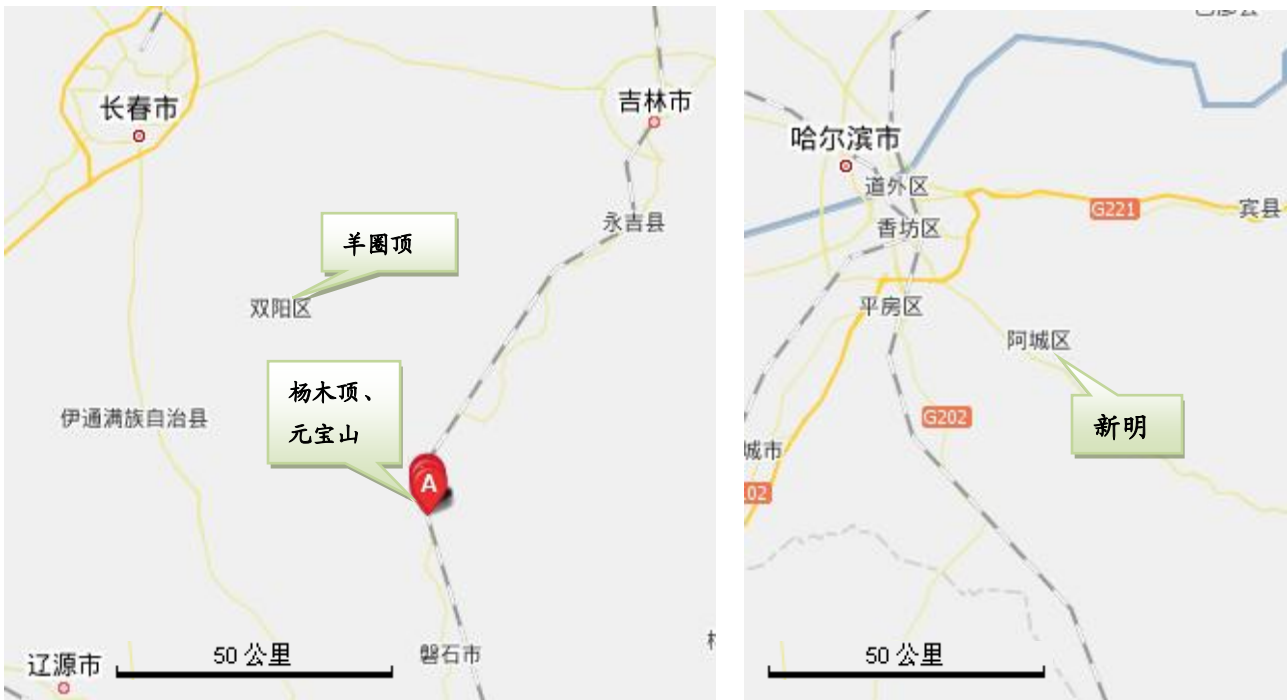 长春市
吉林市
永吉县
羊圈顶
双阳区
杨木顶、
元宝山
伊通满族自治县
A
辽源市
50 公里
磐石市
哈尔滨市
道外区
香坊区
G221
宾县
平房区
阿城区
新明
G202
城市
02
50 公里